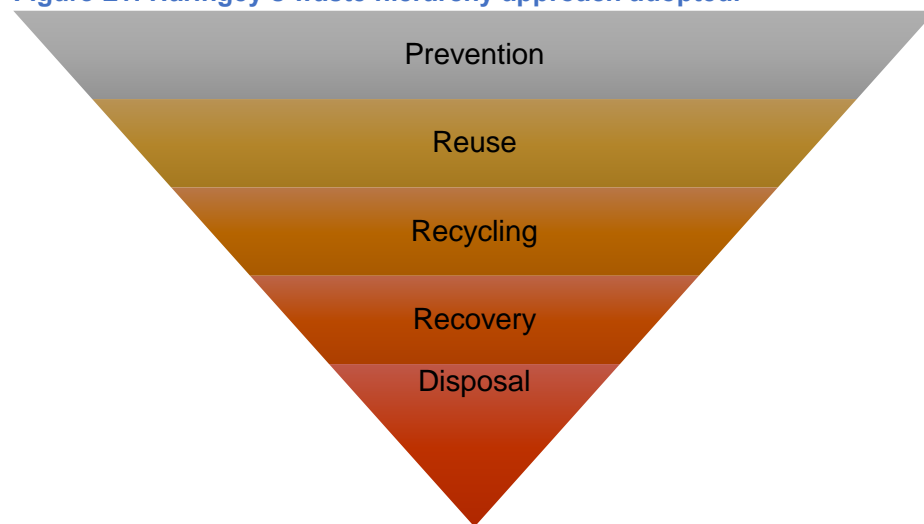 Haringey's waste hierarchy approach adopted.
Prevention
Reuse
Recycling
Recovery
Disposal